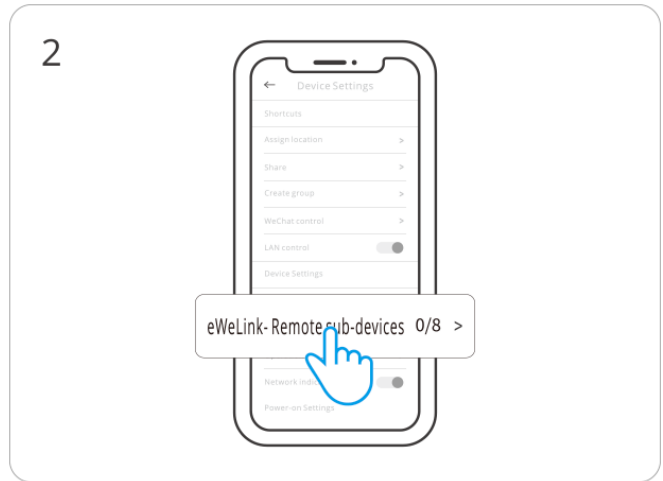 2
← Device Settings
Shortcuts
Assign location >
Share >
Create group >
WeChat control >
LAN control
Device Settings
eWeLink- Remote sub-devices 0/8 >
Network
Power-on Settings